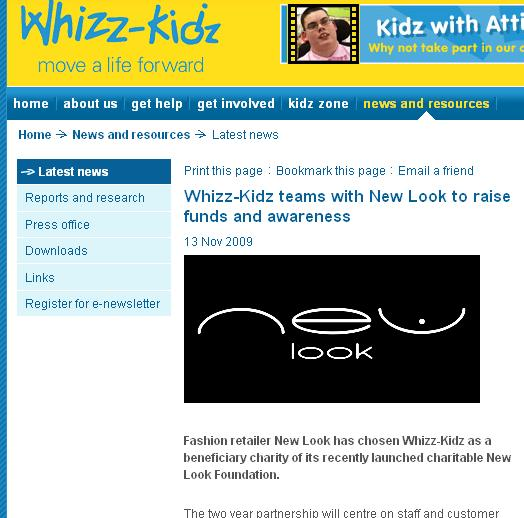 Whizz-Kidz
move a life forward
Kidz with Atti
Why not take part in our
home about us get help get involved kidz zone news and resources
Home → News and resources → Latest news
→ Latest news
Reports and research
Press office
Downloads
Links
Register for e-newsletter
Print this page : Bookmark this page : Email a friend
Whizz-Kidz teams with New Look to raise
funds and awareness
13 Nov 2009
new
look
Fashion retailer New Look has chosen Whizz-Kidz as a
beneficiary charity of its recently launched charitable New
Look Foundation.
The two year partnership will centre on staff and customer